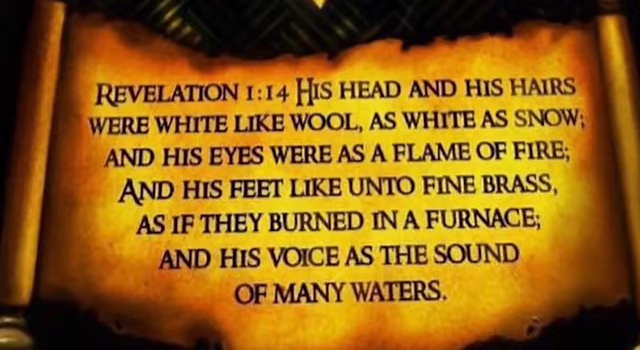 REVELATION 1:14 HIS HEAD AND HIS HAIRS
WERE WHITE LIKE WOOL, AS WHITE AS SNOW;
AND HIS EYES WERE AS A FLAME OF FIRE;
AND HIS FEET LIKE UNTO FINE BRASS,
AS IF THEY BURNED IN A FURNACE;
AND HIS VOICE AS THE SOUND
OF MANY WATERS.